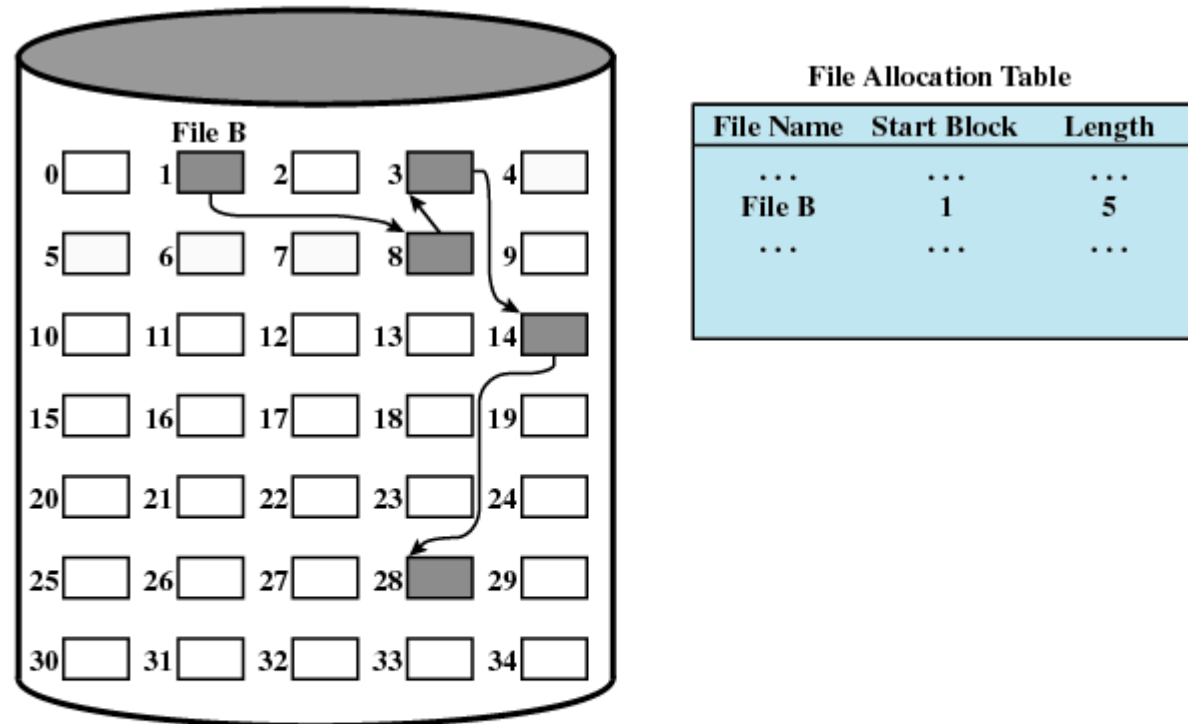 File Allocation Table
File Name Start Block Length
... ... ...
File B 1 5
... ... ...
File B
0 1 2 3 4
5 6 7 8 9
10 11 12 13 14
15 16 17 18 19
20 21 22 23 24
25 26 27 28 29
30 31 32 33 34